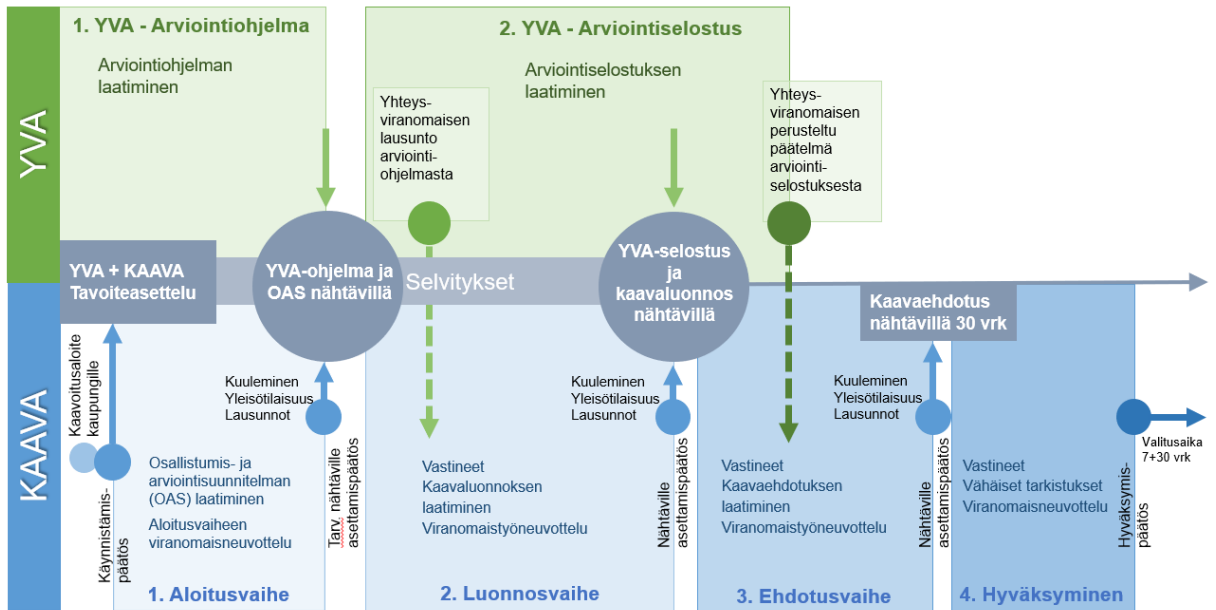 YVA
1. YVA - Arviointiohjelma
Arviointiohjelman
laatiminen
2. YVA - Arviointiselostus
Arviointiselostuksen
laatiminen
Yhteys-
viranomaisen
lausunto
arviointi-
ohjelmasta
Yhteys-
viranomaisen
perusteltu
päätelmä
arviointi-
selostuksesta
YVA + KAAVA
Tavoiteasettelu
YVA-ohjelma ja
OAS nähtävillä
Selvitykset
YVA-selostus
ja
kaavaluonnos
nähtävillä
Kaavaehdotus
nähtävillä 30 vrk
KAAVA
Kaavoitusaloite
kaupungille
Käynnistämis-
päätös
Osallistumis- ja
arviointisuunnitelman
(OAS) laatiminen
Aloitusvaiheen
viranomaisneuvottelu
Kuuleminen
Yleisötilaisuus
Lausunnot
Tarv. nähtäville
asettamispäätös
1. Aloitusvaihe
Vastineet
Kaavaluonnoksen
laatiminen
Viranomaistyöneuvottelu
Kuuleminen
Yleisötilaisuus
Lausunnot
Nähtäville
asettamispäätös
2. Luonnosvaihe
Vastineet
Kaavaehdotuksen
laatiminen
Viranomaistyöneuvottelu
Kuuleminen
Yleisötilaisuus
Lausunnot
Nähtäville
asettamispäätös
3. Ehdotusvaihe
Vastineet
Vähäiset tarkistukset
Viranomaisneuvottelu
Hyväksymis-
päätös
Valitusaika
7+30 vrk
4. Hyväksyminen